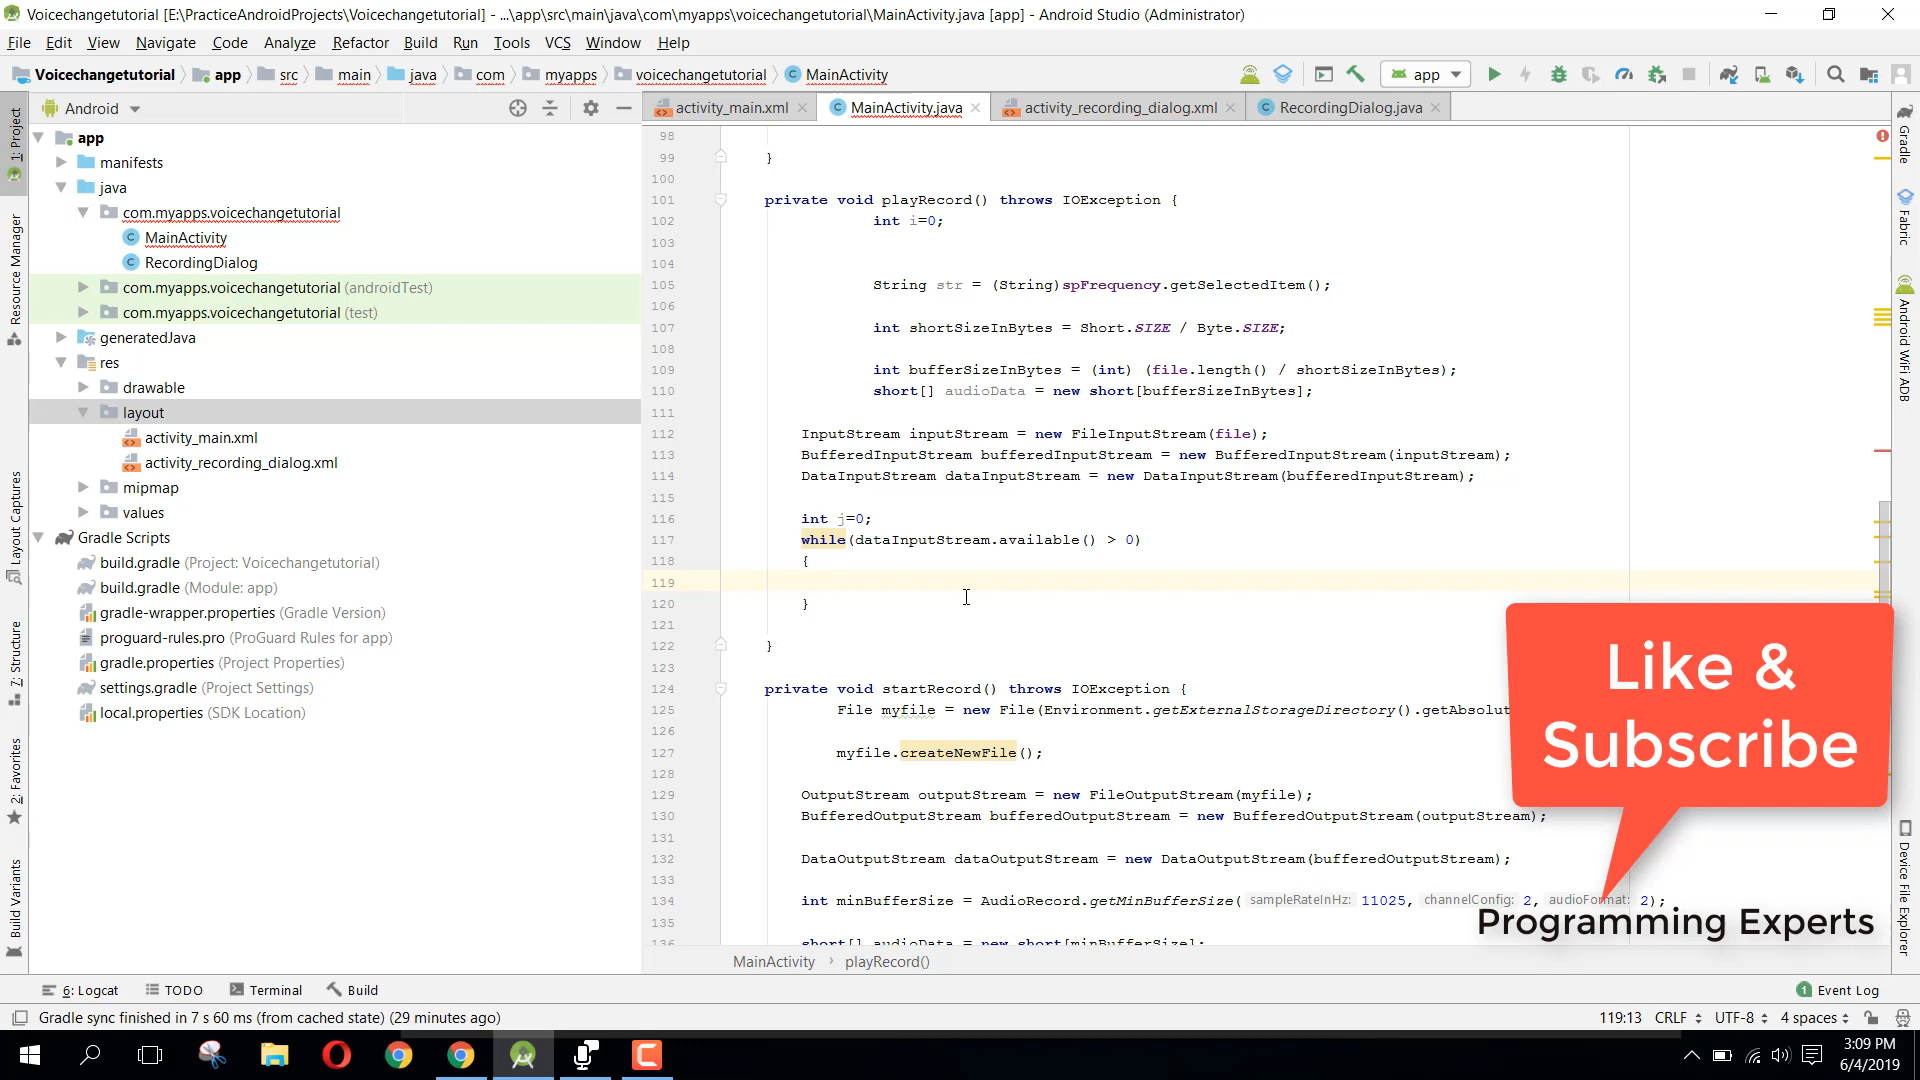 Voicechangetutorial [E:\PracticeAndroidProjects\Voicechangetutorial] - ...\app\src\main\java\com\myapps\voicechangetutorial\MainActivity.java [app] - Android Studio (Administrator)
File Edit View Navigate Code Analyze Refactor Build Run Tools VCS Window Help
Voicechangetutorial app src main java com myapps voicechangetutorial MainActivity app
Android
activity_main.xml MainActivity.java activity_recording_dialog.xml RecordingDialog.java
1: Project
Resource Manager
Layout Captures
7: Structure
2: Favorites
Build Variants
app
manifests
java
com.myapps.voicechangetutorial
MainActivity
RecordingDialog
com.myapps.voicechangetutorial (androidTest)
com.myapps.voicechangetutorial (test)
generatedJava
res
drawable
layout
activity_main.xml
activity_recording_dialog.xml
mipmap
values
Gradle Scripts
build.gradle (Project: Voicechangetutorial)
build.gradle (Module: app)
gradle-wrapper.properties (Gradle Version)
proguard-rules.pro (ProGuard Rules for app)
gradle.properties (Project Properties)
settings.gradle (Project Settings)
local.properties (SDK Location)
98
99 }
100
101 private void playRecord() throws IOException {
102 int i=0;
103
104
105 String str = (String)spFrequency.getSelectedItem();
106
107 int shortSizeInBytes = Short.SIZE / Byte.SIZE;
108
109 int bufferSizeInBytes = (int) (file.length() / shortSizeInBytes);
110 short[] audioData = new short[bufferSizeInBytes];
111
112 InputStream inputStream = new FileInputStream(file);
113 BufferedInputStream bufferedInputStream = new BufferedInputStream(inputStream);
114 DataInputStream dataInputStream = new DataInputStream(bufferedInputStream);
115
116 int j=0;
117 while(dataInputStream.available() > 0)
118 {
119
120 }
121
122 }
123
124 private void startRecord() throws IOException {
125 File myfile = new File(Environment.getExternalStorageDirectory().getAbsolut
126
127 myfile.createNewFile();
128
129 OutputStream outputStream = new FileOutputStream(myfile);
130 BufferedOutputStream bufferedOutputStream = new BufferedOutputStream(outputStream);
131
132 DataOutputStream dataOutputStream = new DataOutputStream(bufferedOutputStream);
133
134 int minBufferSize = AudioRecord.getMinBufferSize( sampleRateInHz: 11025, channelConfig: 2, audioFormat: 2);
135
136 short[] audioData = new short[minBufferSize];
Like &
Subscribe
Programming Experts
Gradle
Fabric
Android WiFi ADB
Device File Explorer
MainActivity › playRecord()
6: Logcat TODO Terminal Build 1 Event Log
Gradle sync finished in 7 s 60 ms (from cached state) (29 minutes ago) 119:13 CRLF UTF-8 4 spaces
3:09 PM
6/4/2019